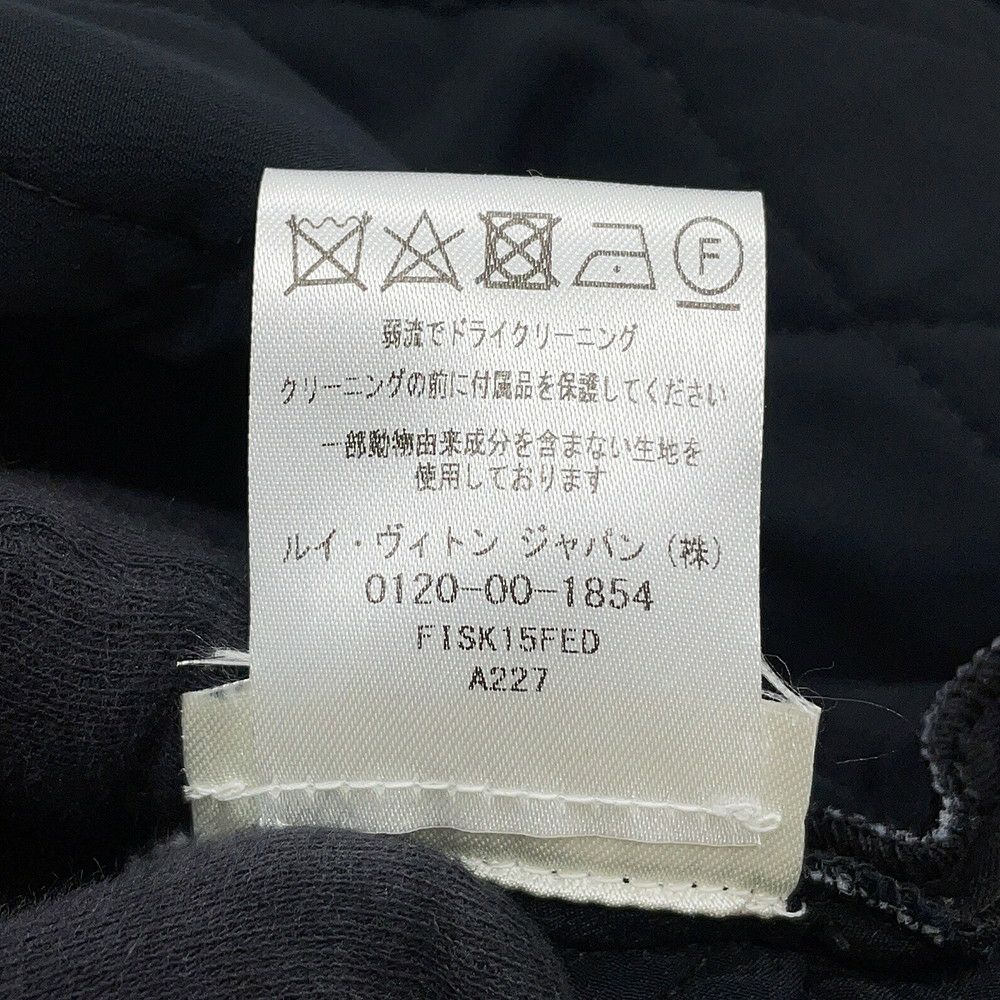 F
弱流でドライクリーニング
クリーニングの前に付属品を保護してください
一部動物由来成分を含まない生地を
使用しております
ルイ・ヴィトン ジャパン (株)
0120-00-1854
FISK15FED
A227